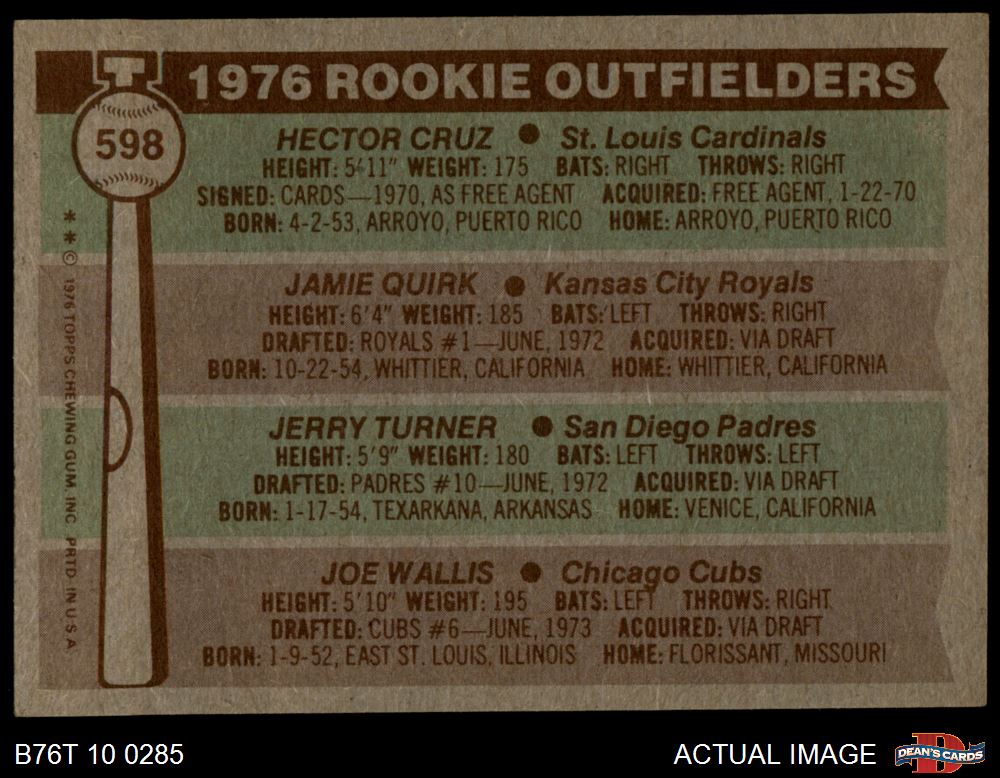 T
1976 ROOKIE OUTFIELDERS
598
HECTOR CRUZ ● St. Louis Cardinals
HEIGHT: 5'11" WEIGHT: 175 BATS: RIGHT THROWS: RIGHT
SIGNED: CARDS—1970, AS FREE AGENT ACQUIRED: FREE AGENT, 1-22-70
BORN: 4-2-53, ARROYO, PUERTO RICO HOME: ARROYO, PUERTO RICO
JAMIE QUIRK ● Kansas City Royals
HEIGHT: 6'4" WEIGHT: 185 BATS: LEFT THROWS: RIGHT
DRAFTED: ROYALS #1—JUNE, 1972 ACQUIRED: VIA DRAFT
BORN: 10-22-54, WHITTIER, CALIFORNIA HOME: WHITTIER, CALIFORNIA
JERRY TURNER ● San Diego Padres
HEIGHT: 5'9" WEIGHT: 180 BATS: LEFT THROWS: LEFT
DRAFTED: PADRES #10—JUNE, 1972 ACQUIRED: VIA DRAFT
BORN: 1-17-54, TEXARKANA, ARKANSAS HOME: VENICE, CALIFORNIA
JOE WALLIS ● Chicago Cubs
HEIGHT: 5'10" WEIGHT: 195 BATS: LEFT THROWS: RIGHT
DRAFTED: CUBS #6—JUNE, 1973 ACQUIRED: VIA DRAFT
BORN: 1-9-52, EAST ST. LOUIS, ILLINOIS HOME: FLORISSANT, MISSOURI
* * © 1976 TOPPS CHEWING GUM, INC. PRTD. IN U.S.A.
B76T 10 0285
ACTUAL IMAGE
DEAN'S CARDS